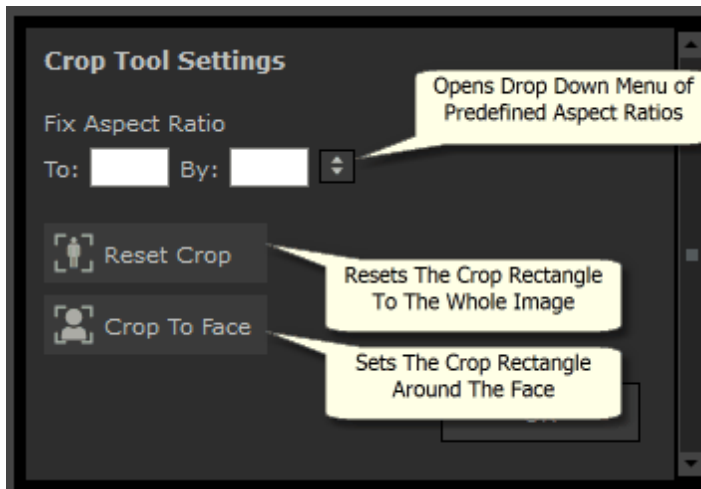 Crop Tool Settings
Opens Drop Down Menu of
Predefined Aspect Ratios
Fix Aspect Ratio
To: By:
Reset Crop
Resets The Crop Rectangle
To The Whole Image
Crop To Face
Sets The Crop Rectangle
Around The Face